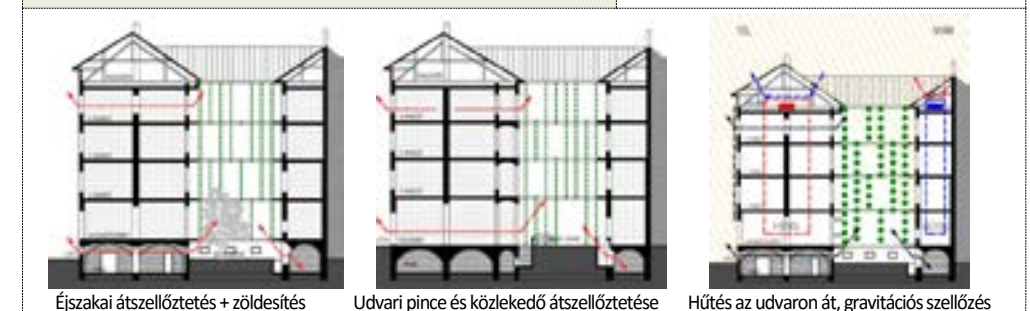 Éjszakai átszellőztetés + zöldesítés
Udvari pince és közlekedő átszellőztetése
Hűtés az udvaron át, gravitációs szellőzés